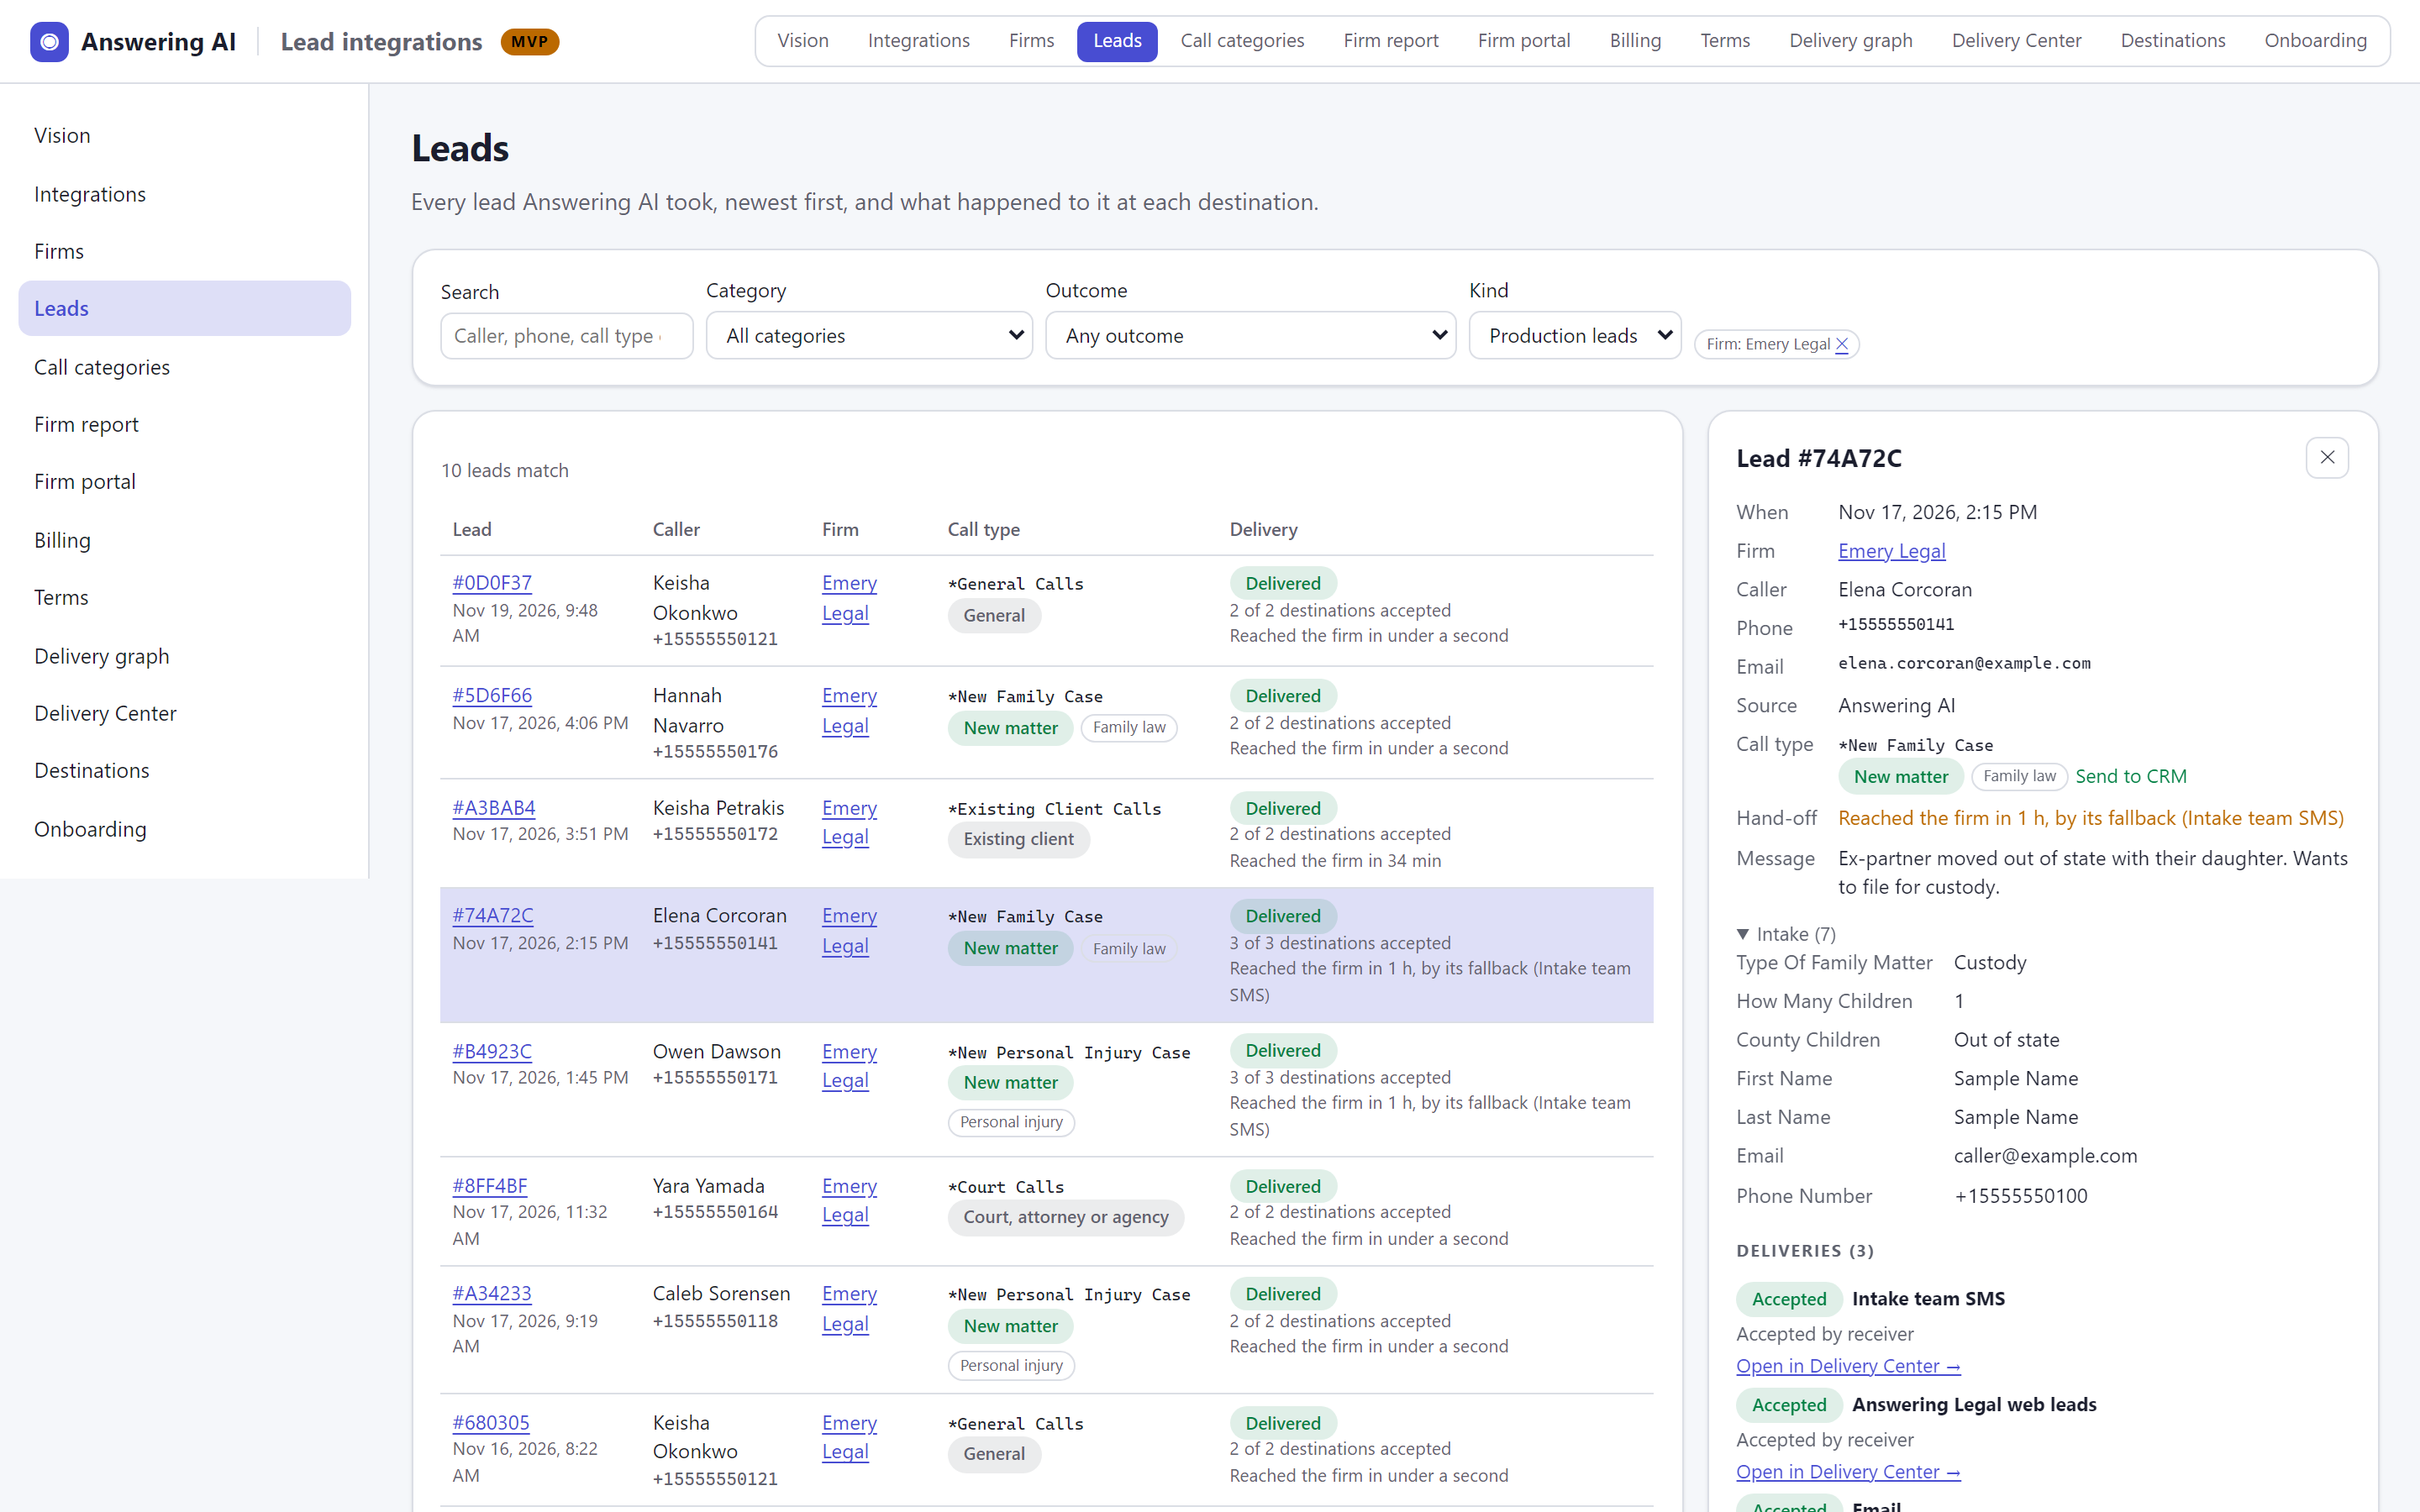 Answering AI
Lead integrations
MVP
Vision
Integrations
Firms
Leads
Call categories
Firm report
Firm portal
Billing
Terms
Delivery graph
Delivery Center
Destinations
Onboarding
Vision
Integrations
Firms
Leads
Call categories
Firm report
Firm portal
Billing
Terms
Delivery graph
Delivery Center
Destinations
Onboarding
Leads
Every lead Answering AI took, newest first, and what happened to it at each destination.
Search
Caller, phone, call type
Category
All categories
Outcome
Any outcome
Kind
Production leads
Firm: Emery Legal ×
10 leads match
Lead Caller Firm Call type Delivery
#0D0F37
Nov 19, 2026, 9:48
AM
Keisha
Okonkwo
+15555550121
Emery
Legal
*General Calls
General
Delivered
2 of 2 destinations accepted
Reached the firm in under a second
#5D6F66
Nov 17, 2026, 4:06 PM
Hannah
Navarro
+15555550176
Emery
Legal
*New Family Case
New matter Family law
Delivered
2 of 2 destinations accepted
Reached the firm in under a second
#A3BAB4
Nov 17, 2026, 3:51 PM
Keisha Petrakis
+15555550172
Emery
Legal
*Existing Client Calls
Existing client
Delivered
2 of 2 destinations accepted
Reached the firm in 34 min
#74A72C
Nov 17, 2026, 2:15 PM
Elena Corcoran
+15555550141
Emery
Legal
*New Family Case
New matter Family law
Delivered
3 of 3 destinations accepted
Reached the firm in 1 h, by its fallback (Intake team
SMS)
#B4923C
Nov 17, 2026, 1:45 PM
Owen Dawson
+15555550171
Emery
Legal
*New Personal Injury Case
New matter
Personal injury
Delivered
3 of 3 destinations accepted
Reached the firm in 1 h, by its fallback (Intake team
SMS)
#8FF4BF
Nov 17, 2026, 11:32
AM
Yara Yamada
+15555550164
Emery
Legal
*Court Calls
Court, attorney or agency
Delivered
2 of 2 destinations accepted
Reached the firm in under a second
#A34233
Nov 17, 2026, 9:19
AM
Caleb Sorensen
+15555550118
Emery
Legal
*New Personal Injury Case
New matter
Personal injury
Delivered
2 of 2 destinations accepted
Reached the firm in under a second
#680305
Nov 16, 2026, 8:22
AM
Keisha
Okonkwo
+15555550121
Emery
Legal
*General Calls
General
Delivered
2 of 2 destinations accepted
Reached the firm in under a second
Lead #74A72C
When Nov 17, 2026, 2:15 PM
Firm Emery Legal
Caller Elena Corcoran
Phone +15555550141
Email elena.corcoran@example.com
Source Answering AI
Call type *New Family Case
New matter Family law Send to CRM
Hand-off Reached the firm in 1 h, by its fallback (Intake team SMS)
Message Ex-partner moved out of state with their daughter. Wants
to file for custody.
▼ Intake (7)
Type Of Family Matter Custody
How Many Children 1
County Children Out of state
First Name Sample Name
Last Name Sample Name
Email caller@example.com
Phone Number +15555550100
DELIVERIES (3)
Accepted Intake team SMS
Accepted by receiver
Open in Delivery Center →
Accepted Answering Legal web leads
Accepted by receiver
Open in Delivery Center →
Accepted Email